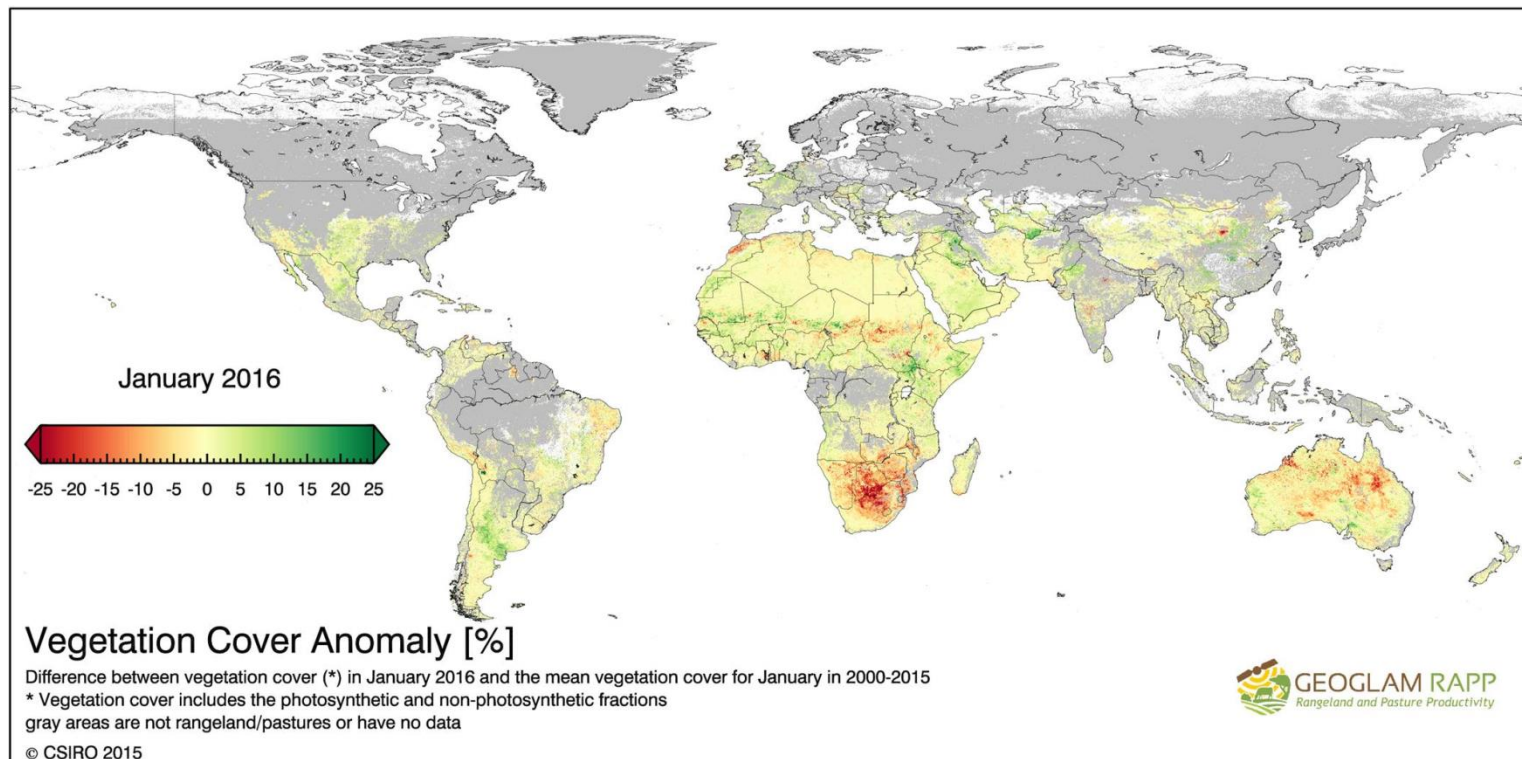 January 2016
-25 -20 -15 -10 -5 0 5 10 15 20 25
Vegetation Cover Anomaly [%]
Difference between vegetation cover (*) in January 2016 and the mean vegetation cover for January in 2000-2015
* Vegetation cover includes the photosynthetic and non-photosynthetic fractions
gray areas are not rangeland/pastures or have no data
© CSIRO 2015
GEOGLAM RAPP
Rangeland and Pasture Productivity